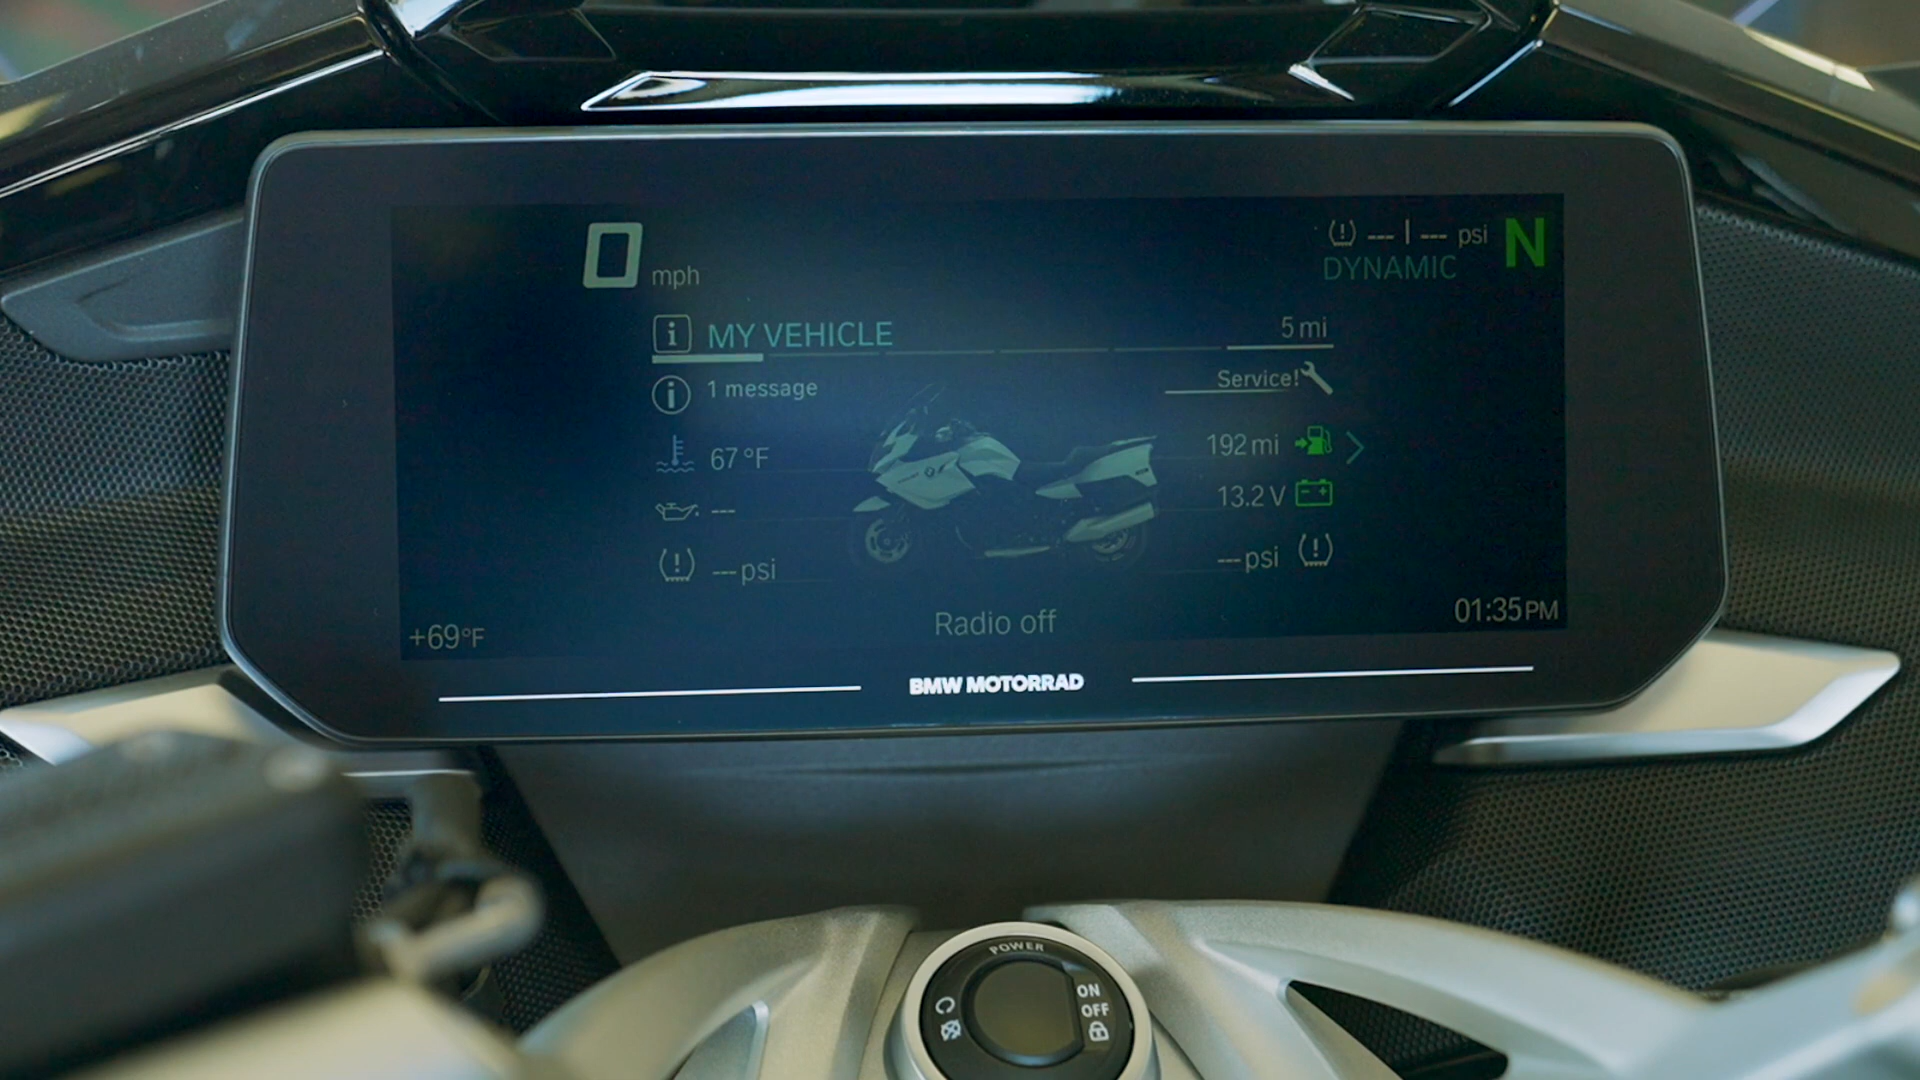 0 mph
--- | --- psi N
DYNAMIC
MY VEHICLE 5 mi
1 message Service!
67 °F 192 mi
--- 13.2 V
--- psi --- psi
Radio off
+69°F 01:35PM
BMW MOTORRAD
POWER
ON
OFF